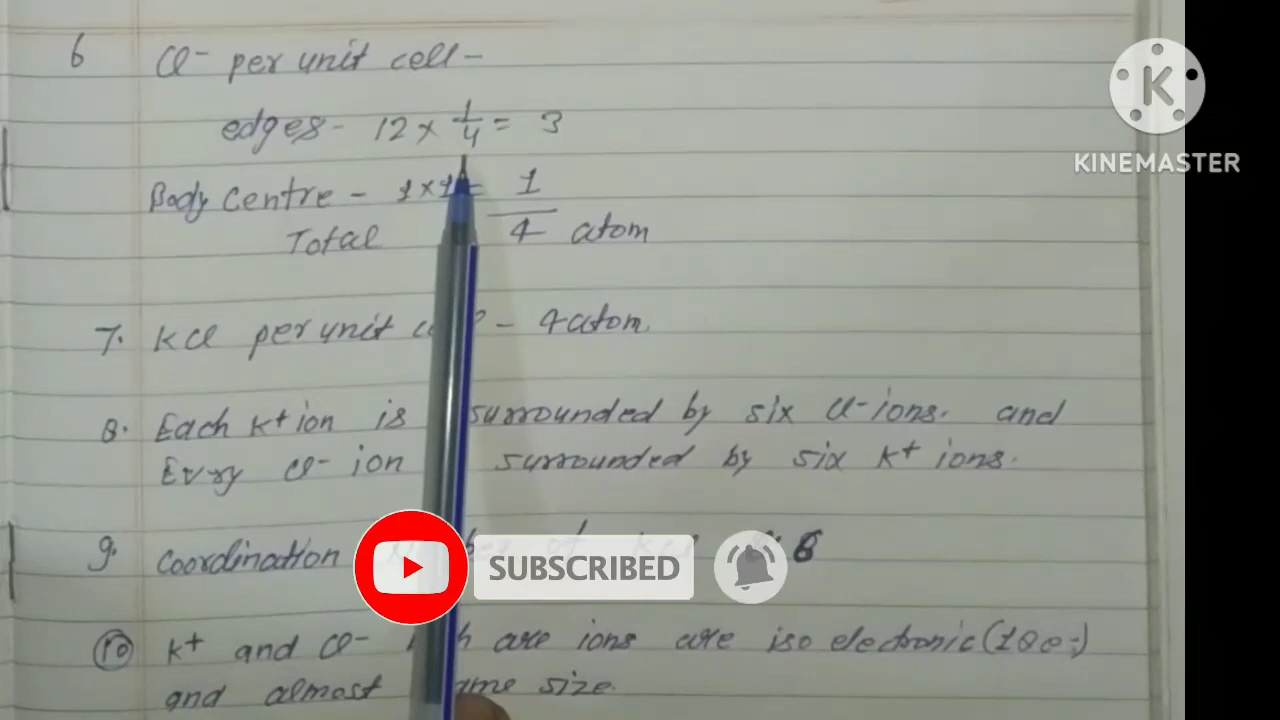 6 Cl⁻ per unit cell -
edges - 12 × 1/4 = 3
Body Centre - 1 × 1 = 1
Total 4 atom
7. KCl per unit - 4 atom.
8. Each K⁺ ion is surrounded by six Cl⁻ ions. and
Every Cl⁻ ion surrounded by six K⁺ ions.
9. Coordination of 6
SUBSCRIBED
10 K⁺ and Cl⁻ are ions are iso electronic (18e⁻)
and almost size.
K
KINEMASTER